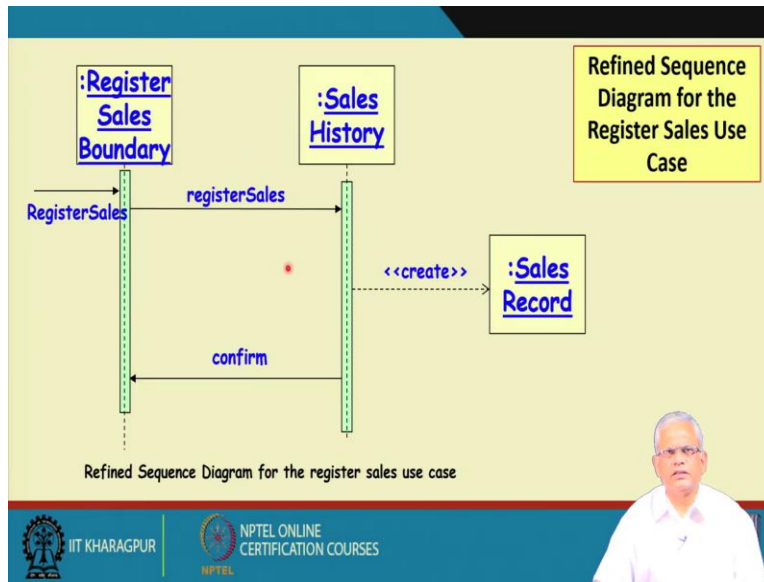 :Register
Sales
Boundary
:Sales
History
Refined Sequence
Diagram for the
Register Sales Use
Case
RegisterSales
registerSales
<<create>>
:Sales
Record
confirm
Refined Sequence Diagram for the register sales use case
IIT KHARAGPUR
NPTEL
NPTEL ONLINE
CERTIFICATION COURSES